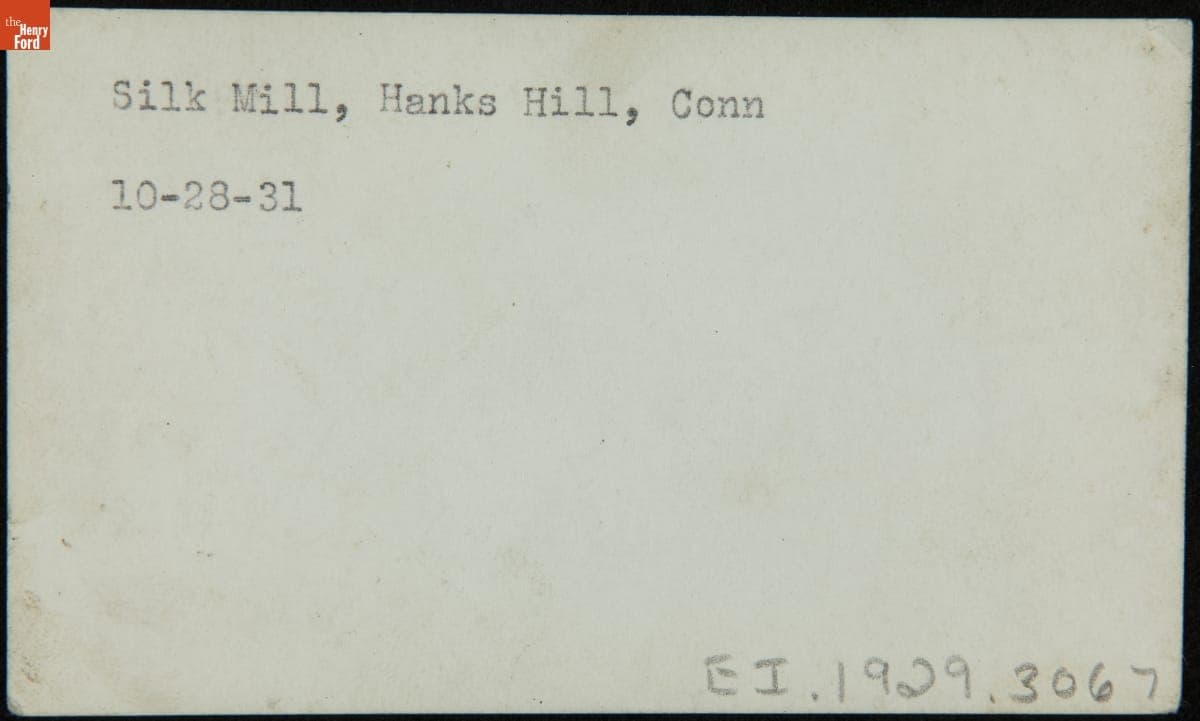 the
Henry
Ford
Silk Mill, Hanks Hill, Conn
10-28-31
EI.1929.3067